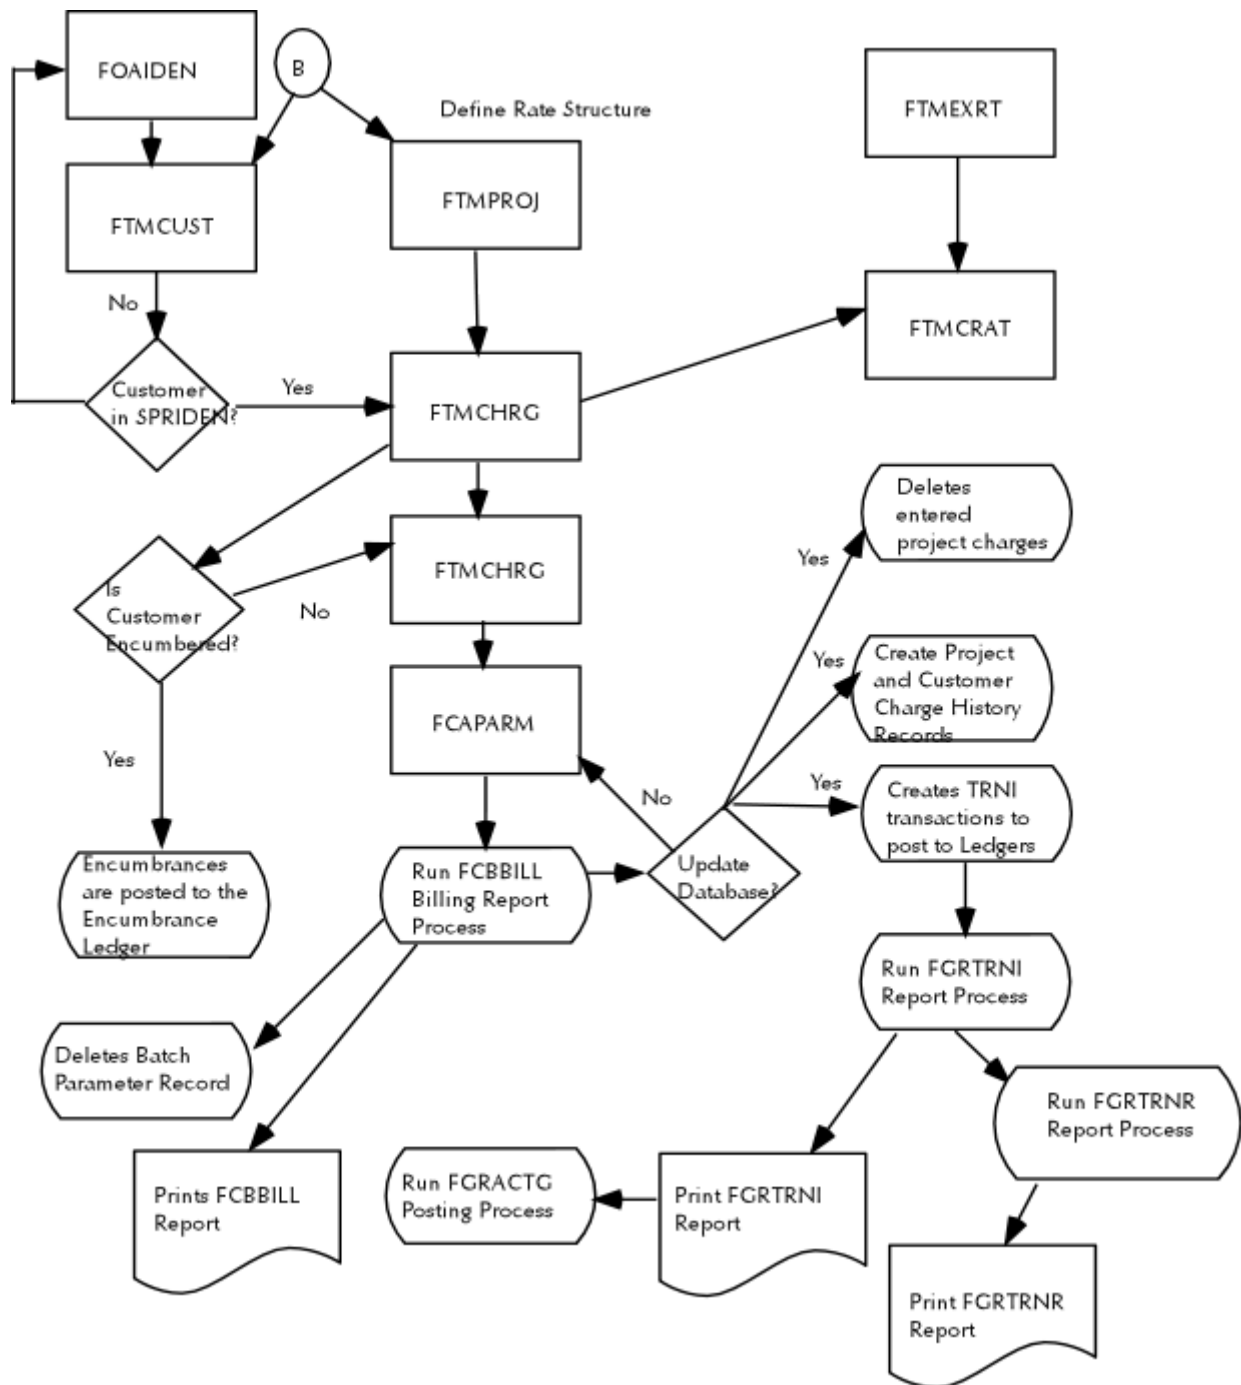 FOAIDEN
B
Define Rate Structure
FTMEXRT
FTMCUST
FTMPROJ
No
FTMCRAT
Customer
in SPRIDEN?
Yes
FTMCHRG
Deletes
entered
project charges
Yes
FTMCHRG
Is
Customer
Encumbered?
No
Create Project
and Customer
Charge History
Records
Yes
FCAPARM
Yes
No
Yes
Creates TRNI
transactions to
post to Ledgers
Encumbrances
are posted to the
Encumbrance
Ledger
Run FCBBILL
Billing Report
Process
Update
Database?
Run FGRTRNI
Report Process
Deletes Batch
Parameter Record
Run FGRTRNR
Report Process
Prints FCBBILL
Report
Run FGRACTG
Posting Process
Print FGRTRNI
Report
Print FGRTRNR
Report